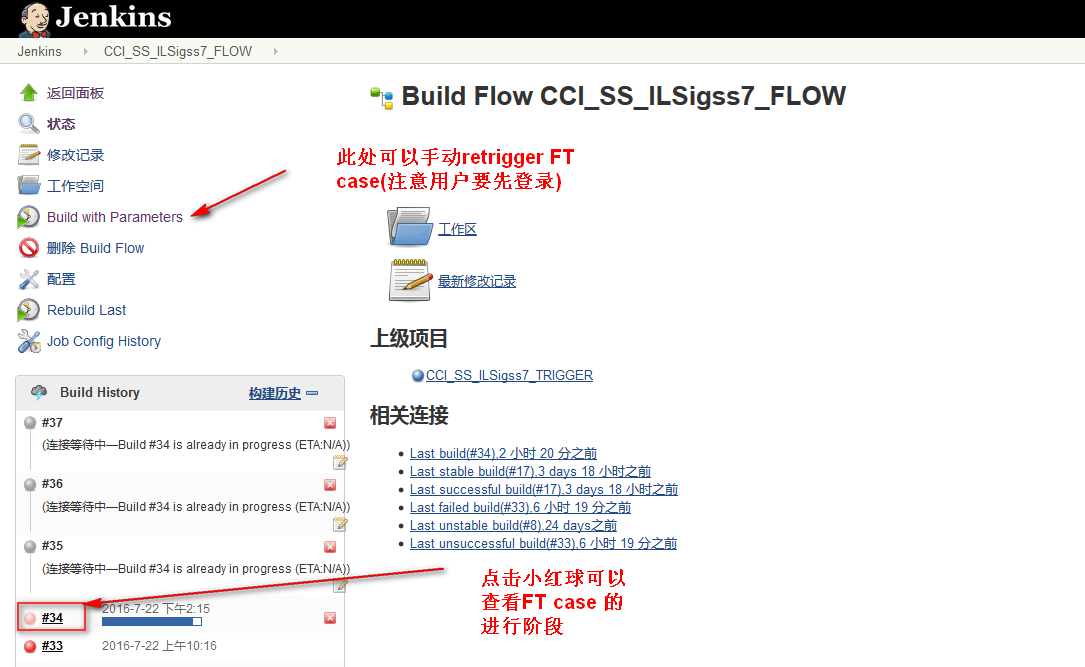 Jenkins
Jenkins CCI_SS_ILSigss7_FLOW
返回面板
状态
修改记录
工作空间
Build with Parameters
删除 Build Flow
配置
Rebuild Last
Job Config History
Build History 构建历史
#37
(连接等待中—Build #34 is already in progress (ETA:N/A))
#36
(连接等待中—Build #34 is already in progress (ETA:N/A))
#35
(连接等待中—Build #34 is already in progress (ETA:N/A))
#34 2016-7-22 下午2:15
#33 2016-7-22 上午10:16
Build Flow CCI_SS_ILSigss7_FLOW
此处可以手动retrigger FT
case(注意用户要先登录)
工作区
最新修改记录
上级项目
CCI_SS_ILSigss7_TRIGGER
相关连接
Last build(#34),2 小时 20 分之前
Last stable build(#17),3 days 18 小时之前
Last successful build(#17),3 days 18 小时之前
Last failed build(#33),6 小时 19 分之前
Last unstable build(#8),24 days之前
Last unsuccessful build(#33),6 小时 19 分之前
点击小红球可以
查看FT case 的
进行阶段